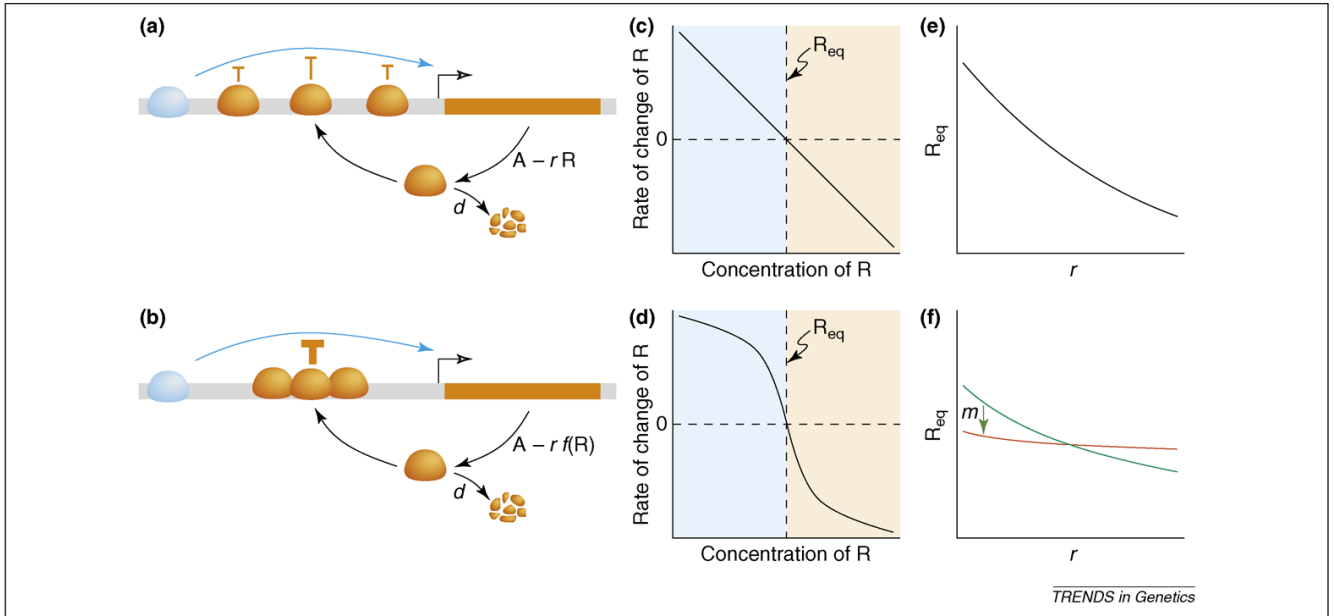 (a)
A – r R
d
(b)
A – r f(R)
d
(c)
Rate of change of R
0
R_eq
Concentration of R
(d)
Rate of change of R
0
R_eq
Concentration of R
(e)
R_eq
r
(f)
R_eq
m
r
TRENDS in Genetics